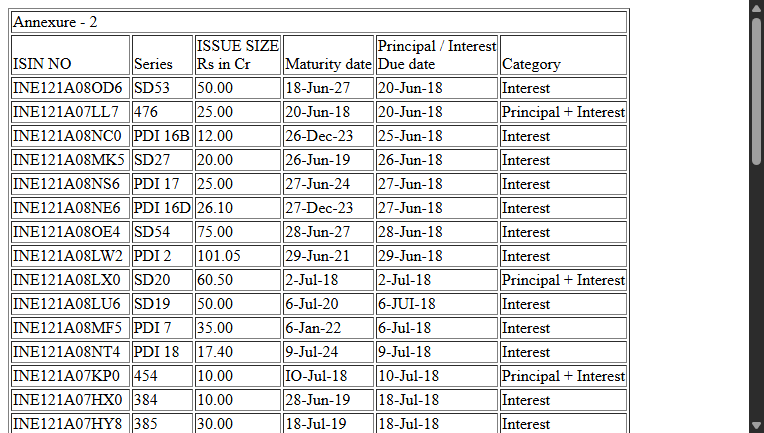 Annexure - 2
ISIN NO Series ISSUE SIZE Rs in Cr Maturity date Principal / Interest Due date Category
INE121A08OD6 SD53 50.00 18-Jun-27 20-Jun-18 Interest
INE121A07LL7 476 25.00 20-Jun-18 20-Jun-18 Principal + Interest
INE121A08NC0 PDI 16B 12.00 26-Dec-23 25-Jun-18 Interest
INE121A08MK5 SD27 20.00 26-Jun-19 26-Jun-18 Interest
INE121A08NS6 PDI 17 25.00 27-Jun-24 27-Jun-18 Interest
INE121A08NE6 PDI 16D 26.10 27-Dec-23 27-Jun-18 Interest
INE121A08OE4 SD54 75.00 28-Jun-27 28-Jun-18 Interest
INE121A08LW2 PDI 2 101.05 29-Jun-21 29-Jun-18 Interest
INE121A08LX0 SD20 60.50 2-Jul-18 2-Jul-18 Principal + Interest
INE121A08LU6 SD19 50.00 6-Jul-20 6-JUI-18 Interest
INE121A08MF5 PDI 7 35.00 6-Jan-22 6-Jul-18 Interest
INE121A08NT4 PDI 18 17.40 9-Jul-24 9-Jul-18 Interest
INE121A07KP0 454 10.00 IO-Jul-18 10-Jul-18 Principal + Interest
INE121A07HX0 384 10.00 28-Jun-19 18-Jul-18 Interest
INE121A07HY8 385 30.00 18-Jul-19 18-Jul-18 Interest